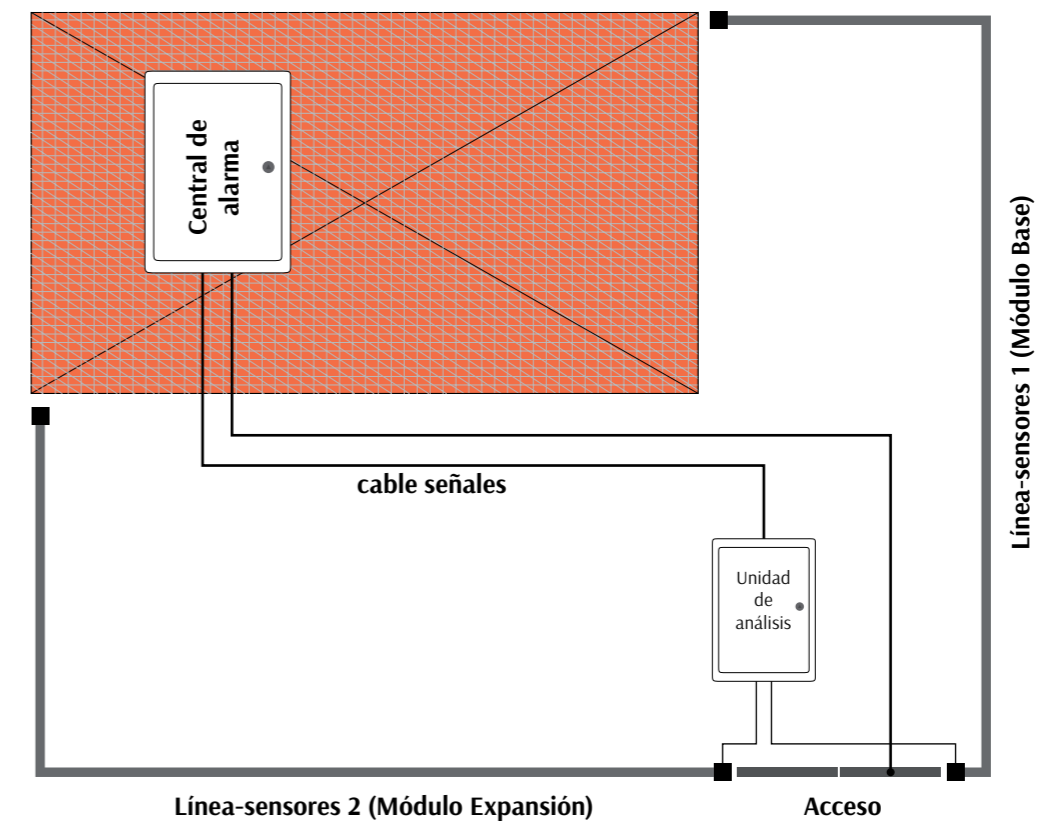 Central de
alarma
Línea-sensores 1 (Módulo Base)
cable señales
Unidad
de
análisis
Línea-sensores 2 (Módulo Expansión)
Acceso